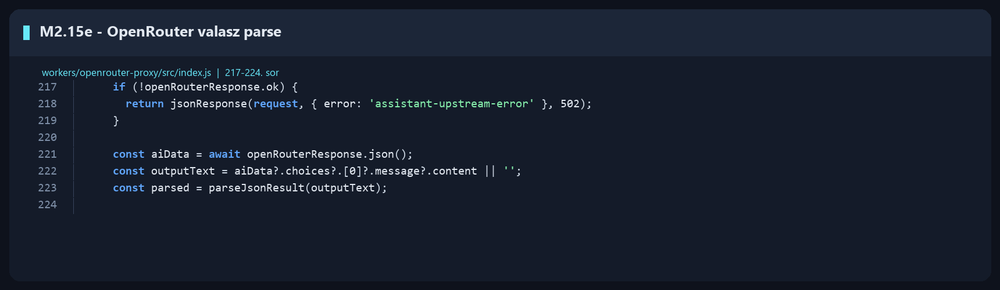 M2.15e - OpenRouter valasz parse
workers/openrouter-proxy/src/index.js | 217-224. sor
217 if (!openRouterResponse.ok) {
218 return jsonResponse(request, { error: 'assistant-upstream-error' }, 502);
219 }
220
221 const aiData = await openRouterResponse.json();
222 const outputText = aiData?.choices?.[0]?.message?.content || '';
223 const parsed = parseJsonResult(outputText);
224